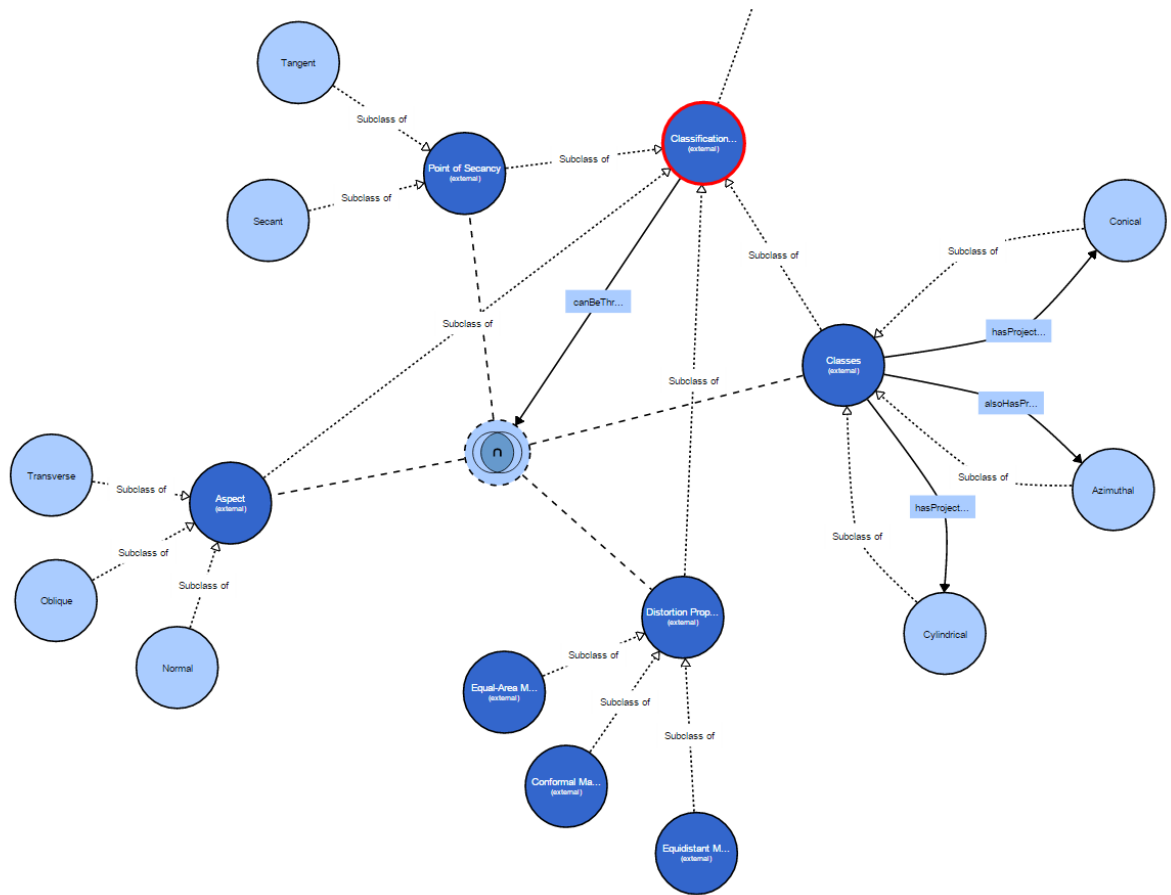 Tangent
Subclass of
Classification...
(external)
Point of Secancy
(external)
Subclass of
Subclass of
Secant
Conical
Subclass of
Subclass of
canBeThr...
Subclass of
hasProject...
Classes
(external)
Subclass of
alsoHasPr...
∩
Transverse
Subclass of
Aspect
(external)
Subclass of
Azimuthal
hasProject...
Subclass of
Subclass of
Oblique
Subclass of
Distortion Prop...
(external)
Cylindrical
Normal
Subclass of
Equal-Area M...
(external)
Subclass of
Subclass of
Conformal Ma...
(external)
Equidistant M...
(external)